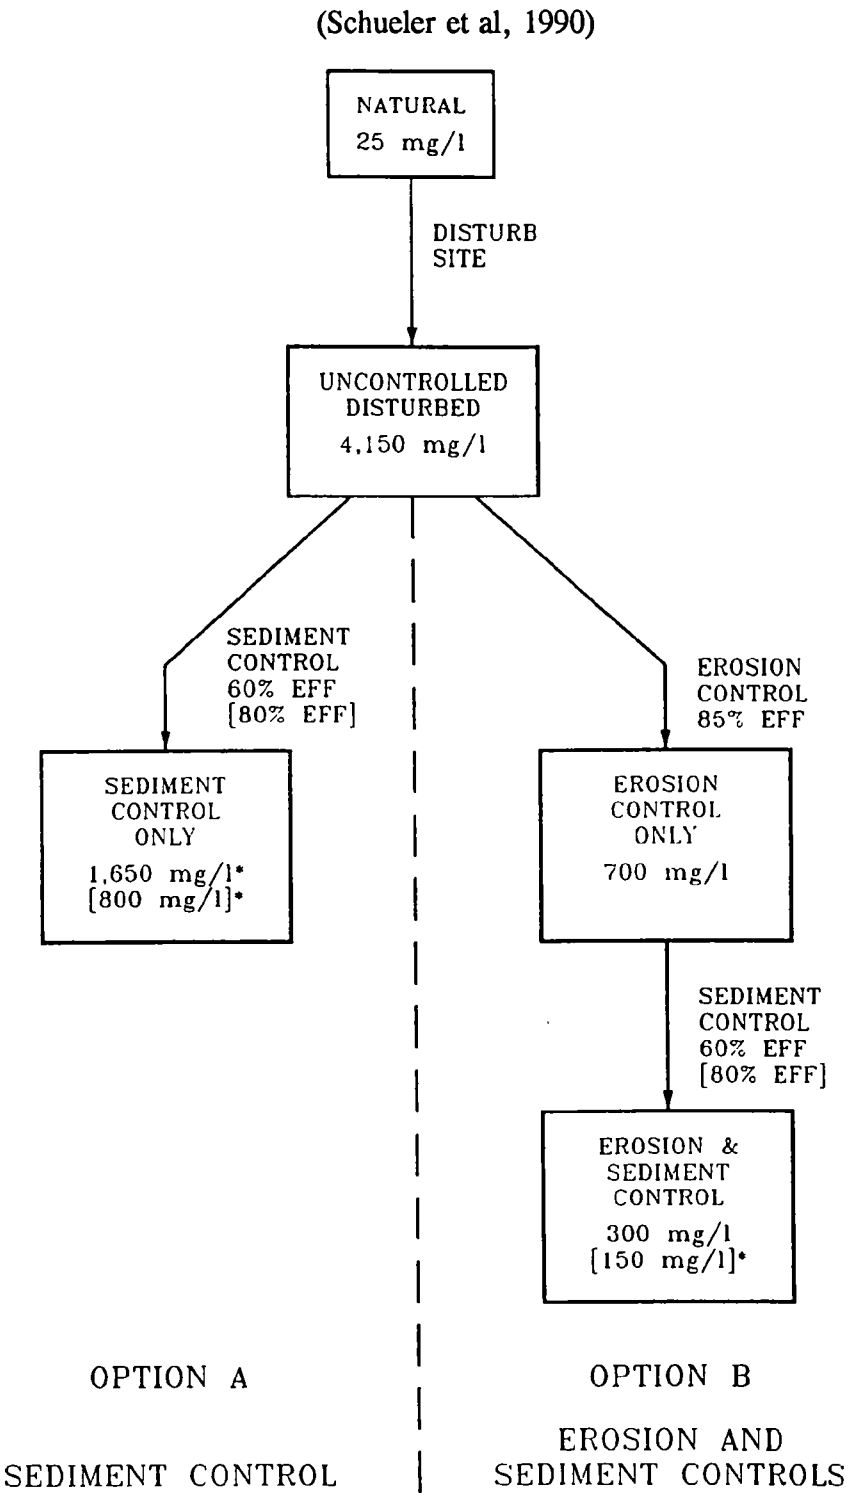 (Schueler et al, 1990)
NATURAL
25 mg/l
DISTURB
SITE
UNCONTROLLED
DISTURBED
4,150 mg/l
SEDIMENT
CONTROL
60% EFF
[80% EFF]
SEDIMENT
CONTROL
ONLY
1,650 mg/l*
[800 mg/l]*
EROSION
CONTROL
85% EFF
EROSION
CONTROL
ONLY
700 mg/l
SEDIMENT
CONTROL
60% EFF
[80% EFF]
EROSION &
SEDIMENT
CONTROL
300 mg/l
[150 mg/l]*
OPTION A
SEDIMENT CONTROL
OPTION B
EROSION AND
SEDIMENT CONTROLS